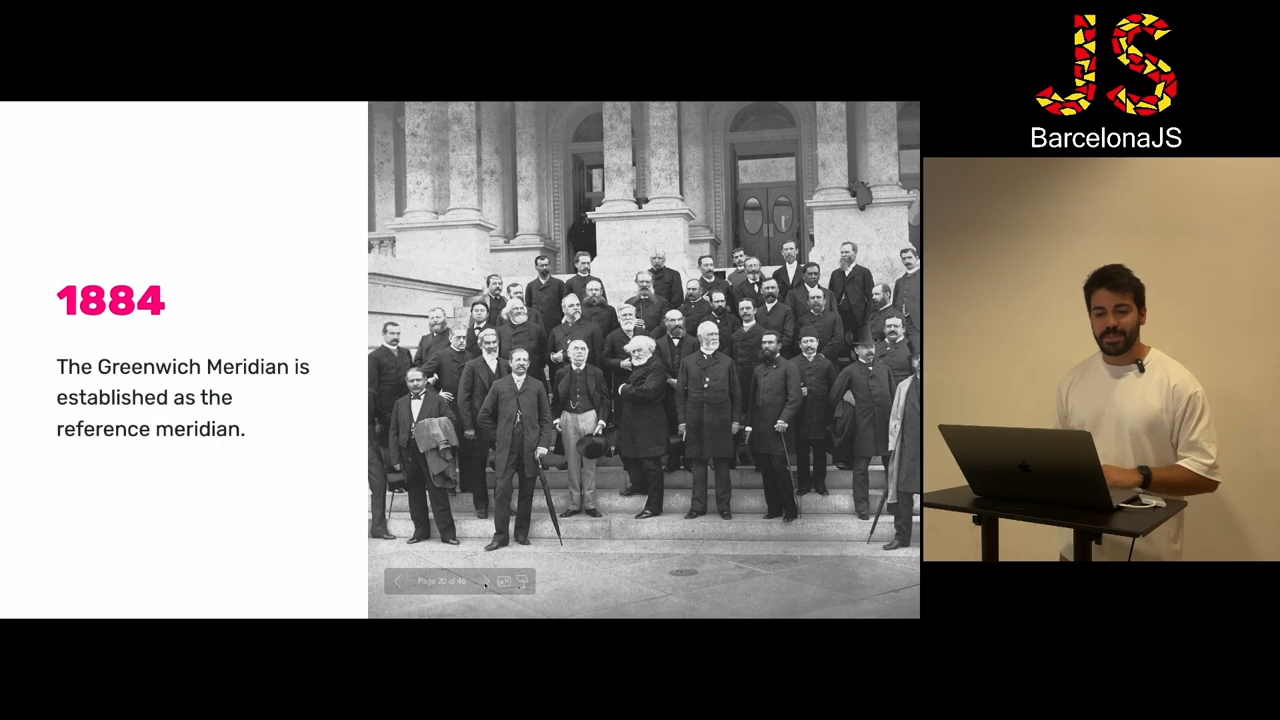 JS
BarcelonaJS
1884
The Greenwich Meridian is
established as the
reference meridian.
Page 20 of 46